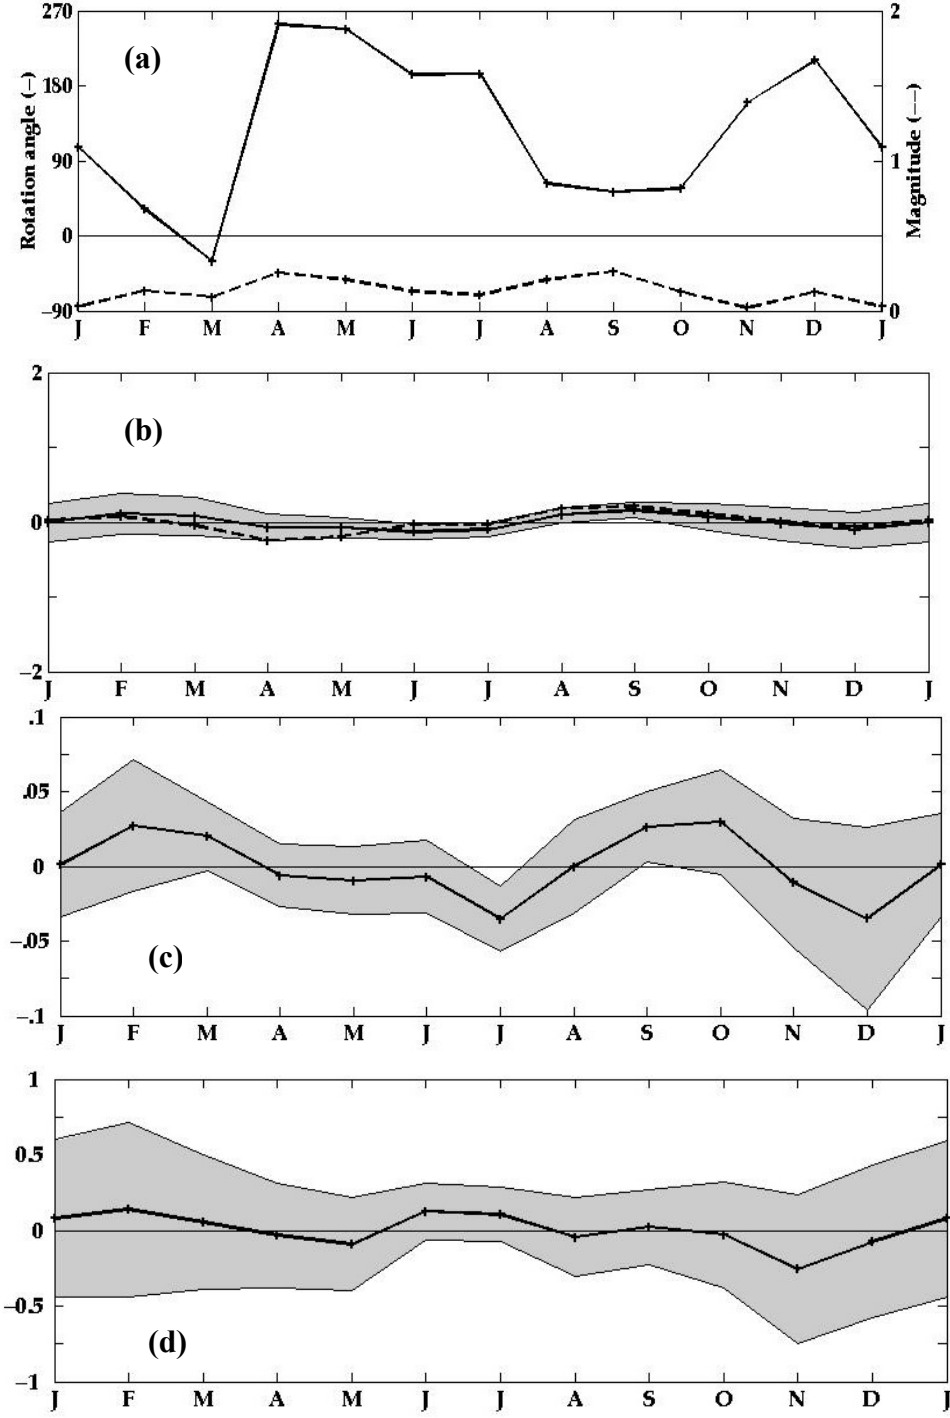 270
180
90
0
−90
Rotation angle (—)
2
1
0
Magnitude (— —)
(a)
J F M A M J J A S O N D J
2
0
−2
(b)
J F M A M J J A S O N D J
.1
.05
0
−.05
−.1
(c)
J F M A M J J A S O N D J
1
0.5
0
−0.5
−1
(d)
J F M A M J J A S O N D J